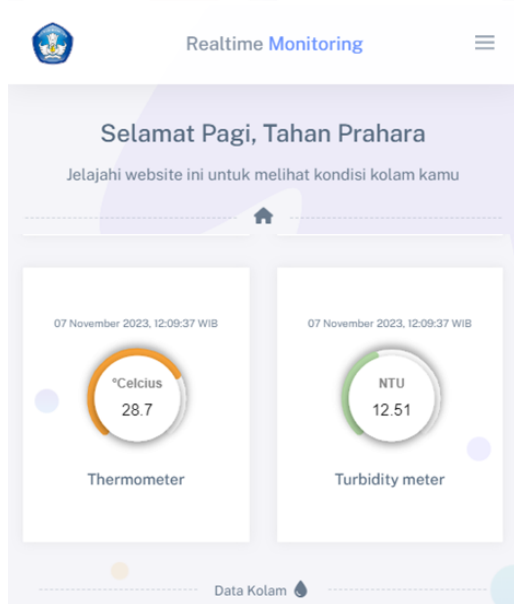 Realtime Monitoring
Selamat Pagi, Tahan Prahara
Jelajahi website ini untuk melihat kondisi kolam kamu
07 November 2023, 12:09:37 WIB
°Celcius
28.7
Thermometer
07 November 2023, 12:09:37 WIB
NTU
12.51
Turbidity meter
Data Kolam